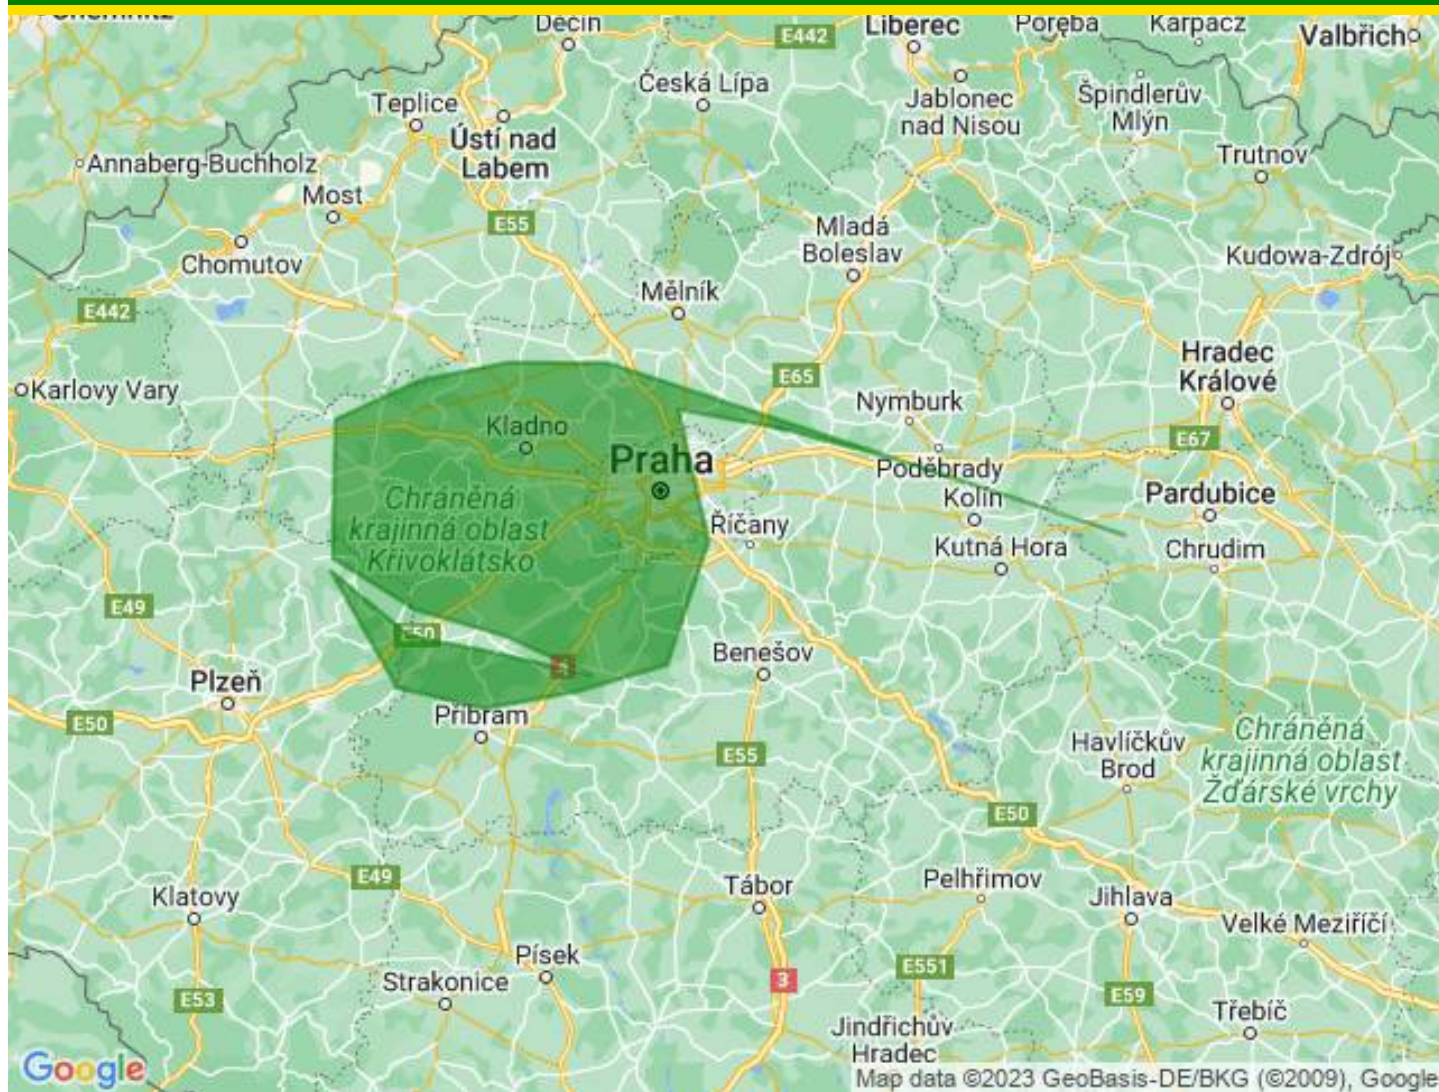 Děčín
E442
Liberec
Poręba
Karpacz
Valbřich
Česká Lípa
Teplice
Jablonec
nad Nisou
Špindlerův
Mlýn
Ústí nad
Labem
Trutnov
Annaberg-Buchholz
Most
E55
Mladá
Boleslav
Chomutov
Kudowa-Zdrój
Mělník
E442
Hradec
Králové
Karlovy Vary
E65
Nymburk
Kladno
E67
Praha
Poděbrady
Chráněná
krajinná oblast
Křivoklátsko
Kolín
Pardubice
Říčany
Kutná Hora
Chrudim
E49
E50
Benešov
Plzeň
Příbram
E50
E55
Havlíčkův
Brod
Chráněná
krajinná oblast
Žďárské vrchy
E50
E49
Tábor
Pelhřimov
Klatovy
Jihlava
Velké Meziříčí
Písek
Strakonice
3
E551
E53
E59
Třebíč
Jindřichův
Hradec
Google
Map data ©2023 GeoBasis-DE/BKG (©2009), Google